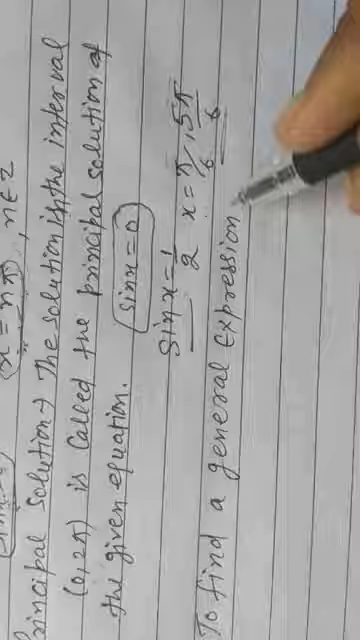 x = nπ, n∈Z
Principal solution → The solution in the interval
(0, 2π) is called the principal solution of
the given equation. sin x = 0
sin x = 1/2 x = π/6, 5π/6
To find a general expression